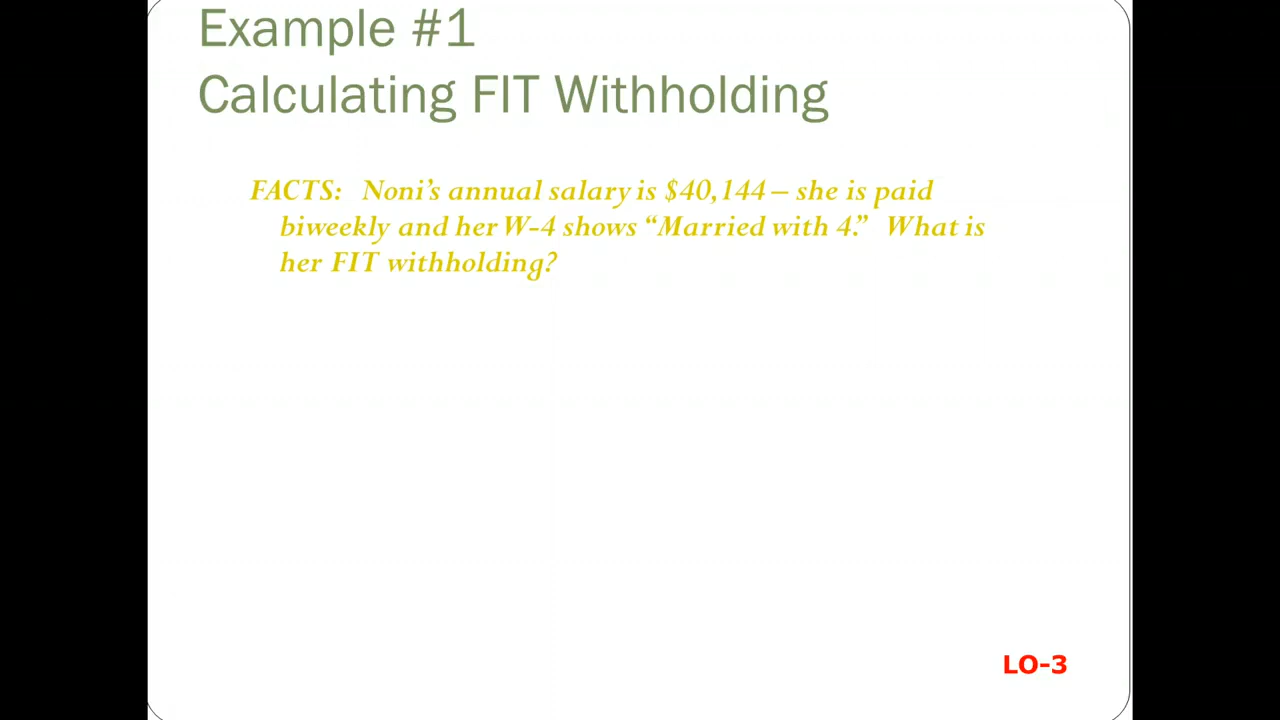 Example #1
Calculating FIT Withholding
FACTS: Noni’s annual salary is $40,144 – she is paid
biweekly and her W-4 shows “Married with 4.” What is
her FIT withholding?
LO-3